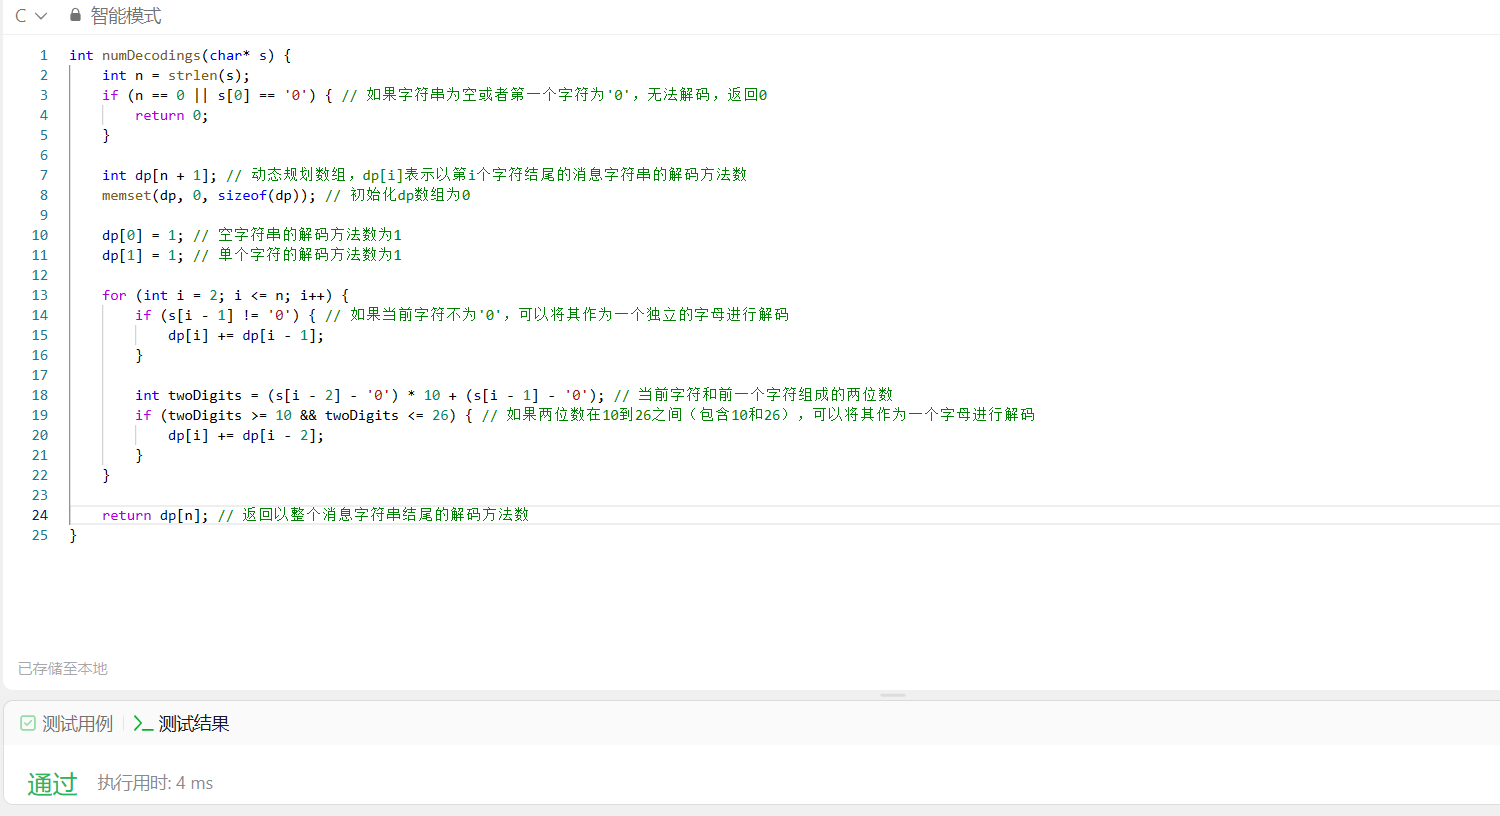 C 智能模式
1 int numDecodings(char* s) {
2 int n = strlen(s);
3 if (n == 0 || s[0] == '0') { // 如果字符串为空或者第一个字符为'0'，无法解码，返回0
4 return 0;
5 }
6
7 int dp[n + 1]; // 动态规划数组，dp[i]表示以第i个字符结尾的消息字符串的解码方法数
8 memset(dp, 0, sizeof(dp)); // 初始化dp数组为0
9
10 dp[0] = 1; // 空字符串的解码方法数为1
11 dp[1] = 1; // 单个字符的解码方法数为1
12
13 for (int i = 2; i <= n; i++) {
14 if (s[i - 1] != '0') { // 如果当前字符不为'0'，可以将其作为一个独立的字母进行解码
15 dp[i] += dp[i - 1];
16 }
17
18 int twoDigits = (s[i - 2] - '0') * 10 + (s[i - 1] - '0'); // 当前字符和前一个字符组成的两位数
19 if (twoDigits >= 10 && twoDigits <= 26) { // 如果两位数在10到26之间（包含10和26），可以将其作为一个字母进行解码
20 dp[i] += dp[i - 2];
21 }
22 }
23
24 return dp[n]; // 返回以整个消息字符串结尾的解码方法数
25 }
已存储至本地
测试用例 >_ 测试结果
通过 执行用时: 4 ms